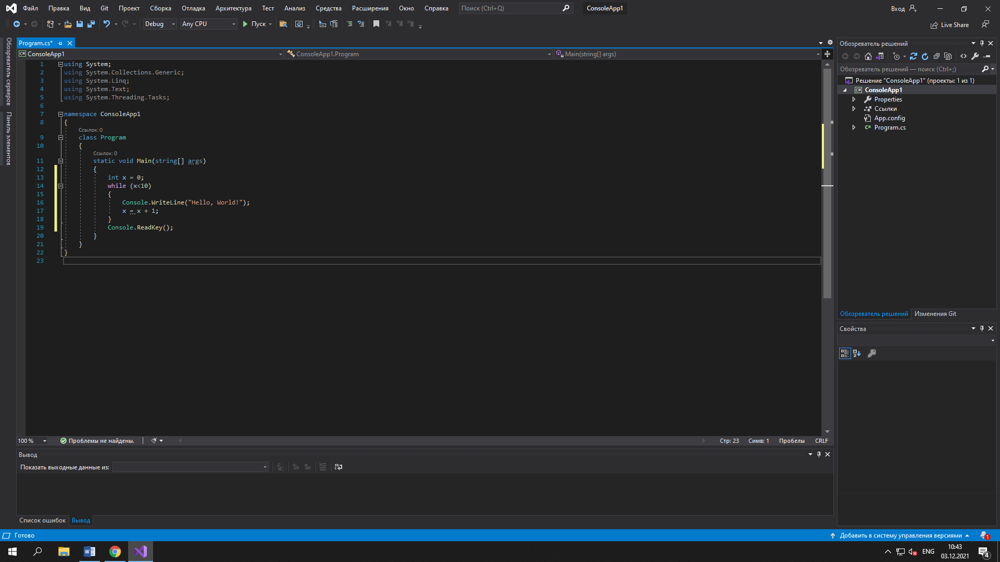 Файл Правка Вид Git Проект Сборка Отладка Архитектура Тест Анализ Средства Расширения Окно Справка Поиск (Ctrl+Q) ConsoleApp1 Вход
Debug Any CPU Пуск Live Share
Обозреватель серверов
Панель элементов
Program.cs*
ConsoleApp1 ConsoleApp1.Program Main(string[] args)
1 using System;
2 using System.Collections.Generic;
3 using System.Linq;
4 using System.Text;
5 using System.Threading.Tasks;
6
7 namespace ConsoleApp1
8 {
Ссылок: 0
9 class Program
10 {
Ссылок: 0
11 static void Main(string[] args)
12 {
13 int x = 0;
14 while (x<10)
15 {
16 Console.WriteLine("Hello, World!");
17 x = x + 1;
18 }
19 Console.ReadKey();
20 }
21 }
22 }
23
100 % Проблемы не найдены. Стр: 23 Симв: 1 Пробелы CRLF
Вывод
Показать выходные данные из:
Список ошибок Вывод
Обозреватель решений
Обозреватель решений — поиск (Ctrl+;)
Решение "ConsoleApp1" (проекты: 1 из 1)
ConsoleApp1
Properties
Ссылки
App.config
Program.cs
Обозреватель решений Изменения Git
Свойства
Готово Добавить в систему управления версиями 1
ENG 10:43
03.12.2021 4